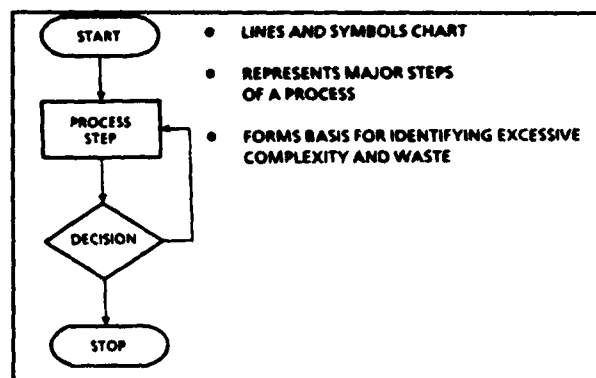 START
PROCESS
STEP
DECISION
STOP
• LINES AND SYMBOLS CHART
• REPRESENTS MAJOR STEPS
OF A PROCESS
• FORMS BASIS FOR IDENTIFYING EXCESSIVE
COMPLEXITY AND WASTE